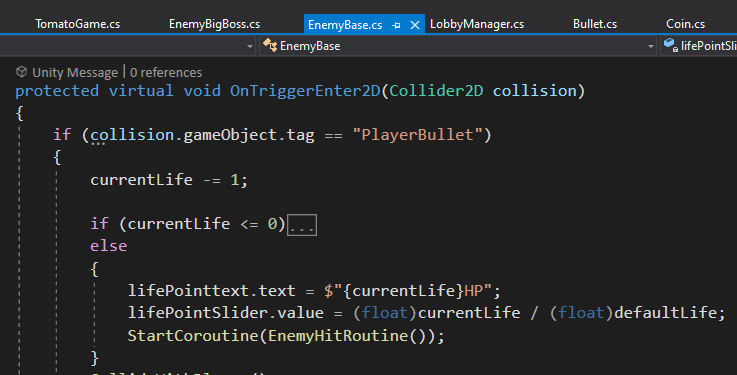 TomatoGame.cs EnemyBigBoss.cs EnemyBase.cs LobbyManager.cs Bullet.cs Coin.cs
EnemyBase lifePointSli
Unity Message | 0 references
protected virtual void OnTriggerEnter2D(Collider2D collision)
{
if (collision.gameObject.tag == "PlayerBullet")
{
currentLife -= 1;
if (currentLife <= 0)...
else
{
lifePointtext.text = $"{currentLife}HP";
lifePointSlider.value = (float)currentLife / (float)defaultLife;
StartCoroutine(EnemyHitRoutine());
}